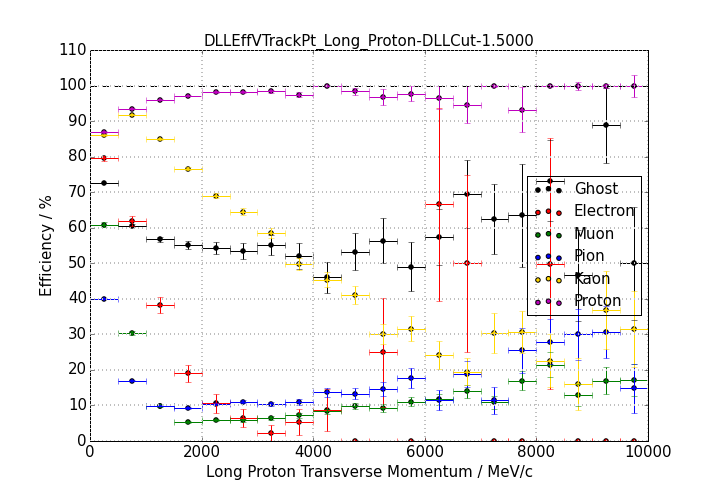 DLLEffVTrackPt_Long_Proton-DLLCut-1.5000
110
100
90
80
70
60
50
40
30
20
10
0
Efficiency / %
Ghost
Electron
Muon
Pion
Kaon
Proton
0 2000 4000 6000 8000 10000
Long Proton Transverse Momentum / MeV/c